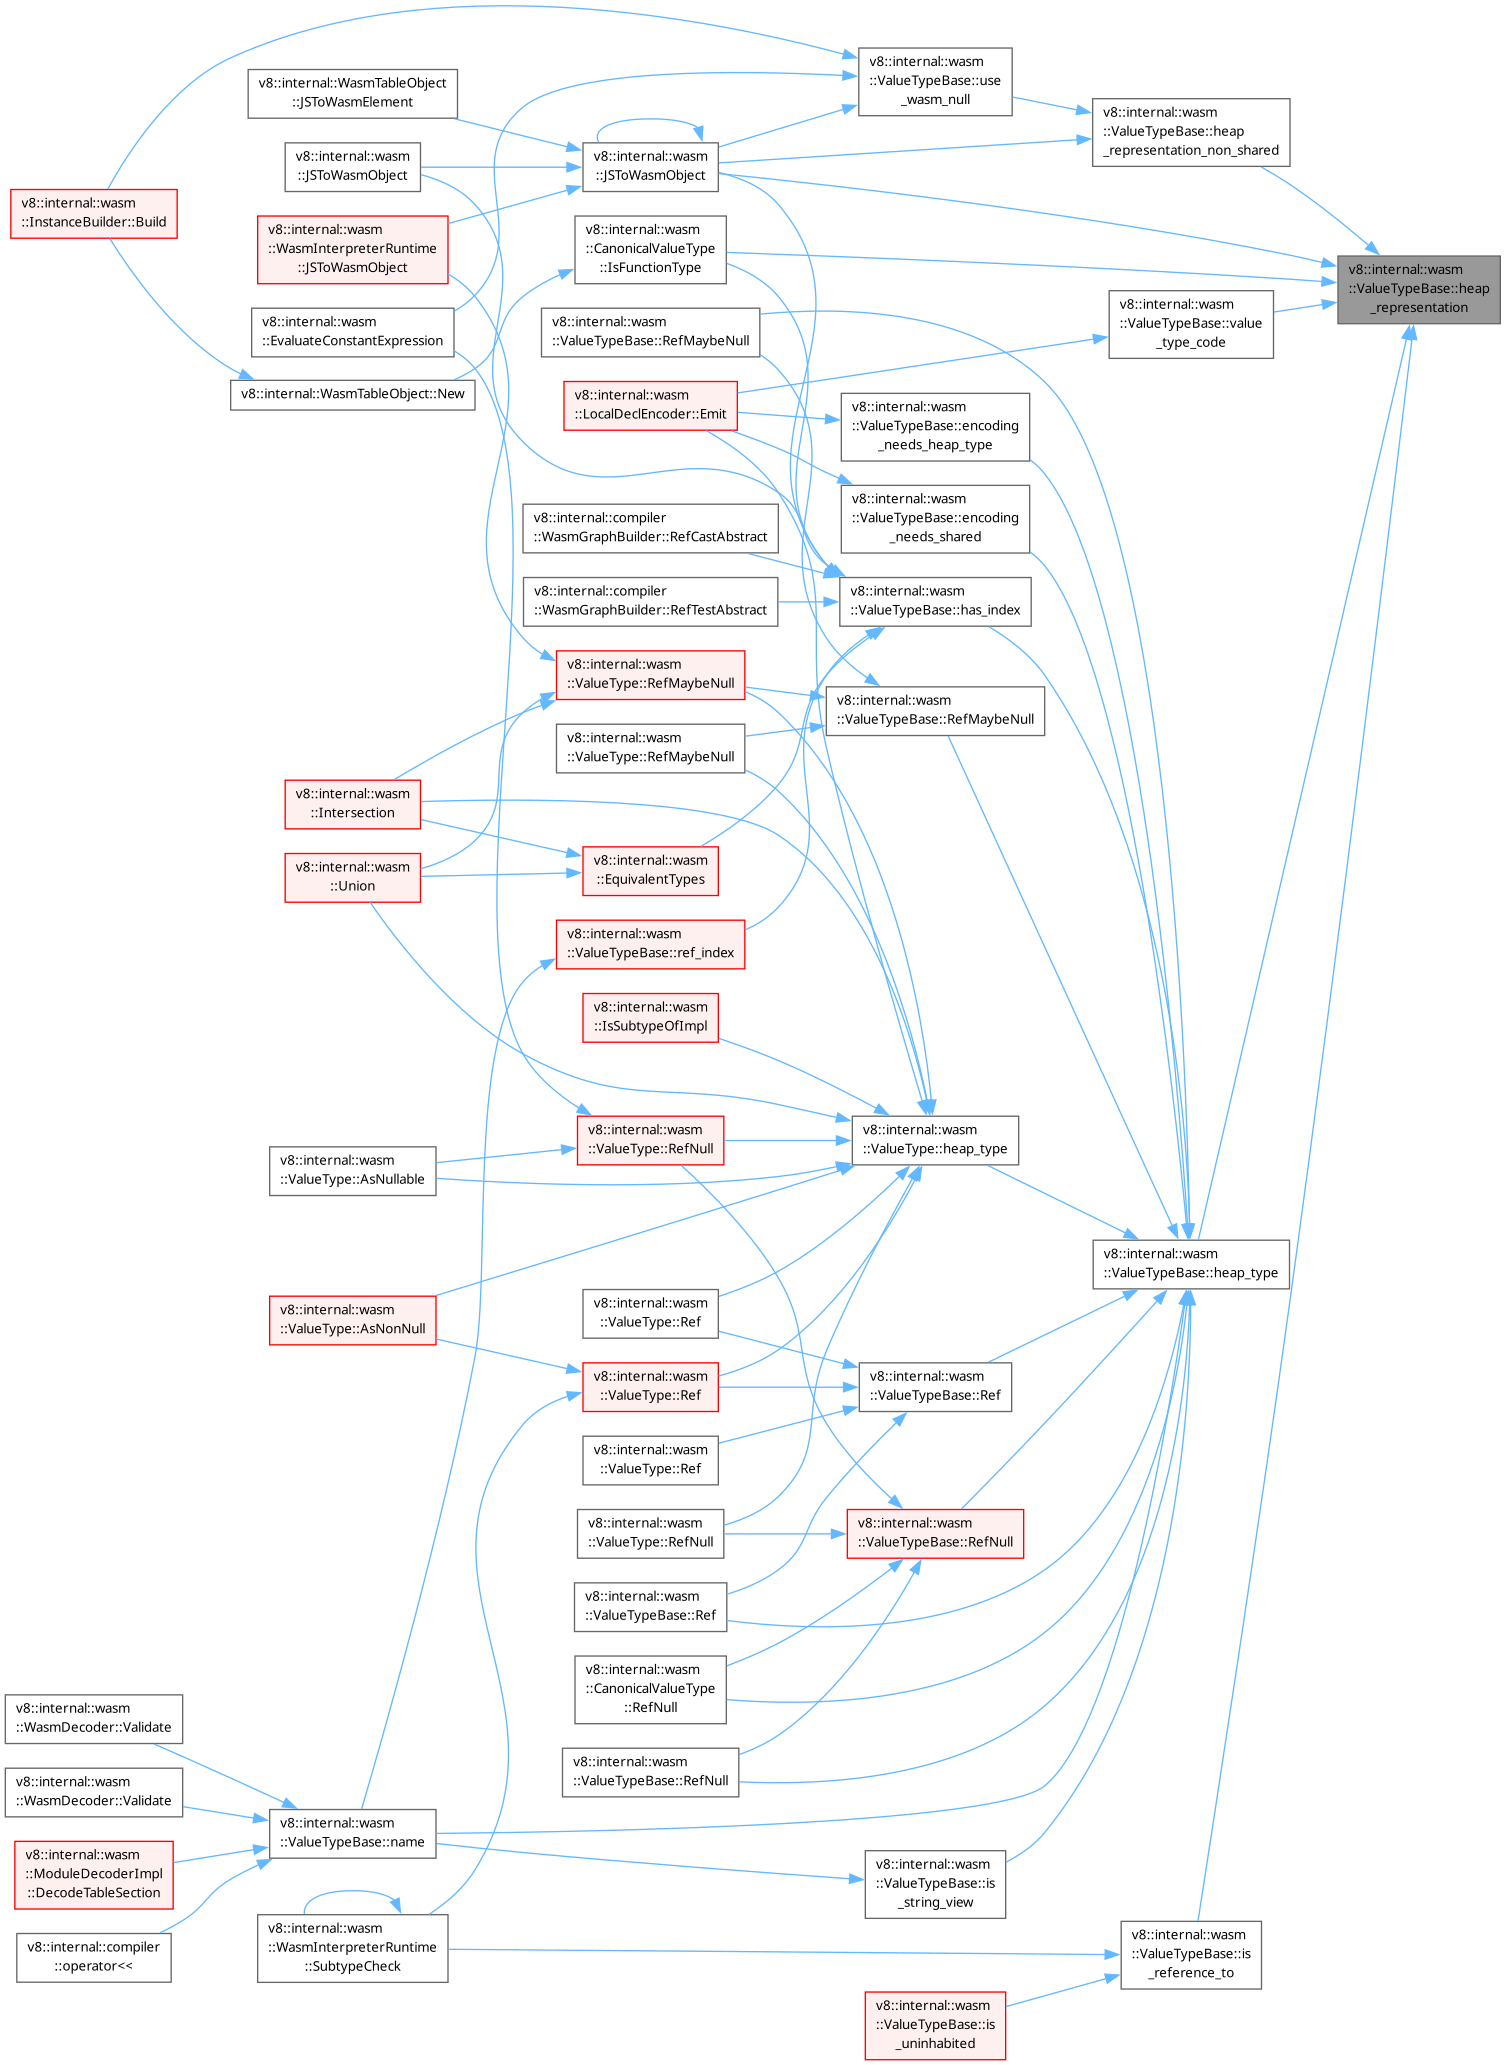 v8::internal::wasm
::ValueTypeBase::use
_wasm_null
v8::internal::WasmTableObject
::JSToWasmElement
v8::internal::wasm
::ValueTypeBase::heap
_representation_non_shared
v8::internal::wasm
::JSToWasmObject
v8::internal::wasm
::JSToWasmObject
v8::internal::wasm
::InstanceBuilder::Build
v8::internal::wasm
::WasmInterpreterRuntime
::JSToWasmObject
v8::internal::wasm
::CanonicalValueType
::IsFunctionType
v8::internal::wasm
::ValueTypeBase::heap
_representation
v8::internal::wasm
::EvaluateConstantExpression
v8::internal::wasm
::ValueTypeBase::RefMaybeNull
v8::internal::wasm
::ValueTypeBase::value
_type_code
v8::internal::WasmTableObject::New
v8::internal::wasm
::LocalDeclEncoder::Emit
v8::internal::wasm
::ValueTypeBase::encoding
_needs_heap_type
v8::internal::wasm
::ValueTypeBase::encoding
_needs_shared
v8::internal::compiler
::WasmGraphBuilder::RefCastAbstract
v8::internal::compiler
::WasmGraphBuilder::RefTestAbstract
v8::internal::wasm
::ValueTypeBase::has_index
v8::internal::wasm
::ValueType::RefMaybeNull
v8::internal::wasm
::ValueTypeBase::RefMaybeNull
v8::internal::wasm
::ValueType::RefMaybeNull
v8::internal::wasm
::Intersection
v8::internal::wasm
::Union
v8::internal::wasm
::EquivalentTypes
v8::internal::wasm
::ValueTypeBase::ref_index
v8::internal::wasm
::IsSubtypeOfImpl
v8::internal::wasm
::ValueType::RefNull
v8::internal::wasm
::ValueType::heap_type
v8::internal::wasm
::ValueType::AsNullable
v8::internal::wasm
::ValueTypeBase::heap_type
v8::internal::wasm
::ValueType::AsNonNull
v8::internal::wasm
::ValueType::Ref
v8::internal::wasm
::ValueType::Ref
v8::internal::wasm
::ValueTypeBase::Ref
v8::internal::wasm
::ValueType::Ref
v8::internal::wasm
::ValueType::RefNull
v8::internal::wasm
::ValueTypeBase::RefNull
v8::internal::wasm
::ValueTypeBase::Ref
v8::internal::wasm
::CanonicalValueType
::RefNull
v8::internal::wasm
::ValueTypeBase::RefNull
v8::internal::wasm
::WasmDecoder::Validate
v8::internal::wasm
::WasmDecoder::Validate
v8::internal::wasm
::ValueTypeBase::name
v8::internal::wasm
::ModuleDecoderImpl
::DecodeTableSection
v8::internal::compiler
::operator<<
v8::internal::wasm
::WasmInterpreterRuntime
::SubtypeCheck
v8::internal::wasm
::ValueTypeBase::is
_string_view
v8::internal::wasm
::ValueTypeBase::is
_reference_to
v8::internal::wasm
::ValueTypeBase::is
_uninhabited